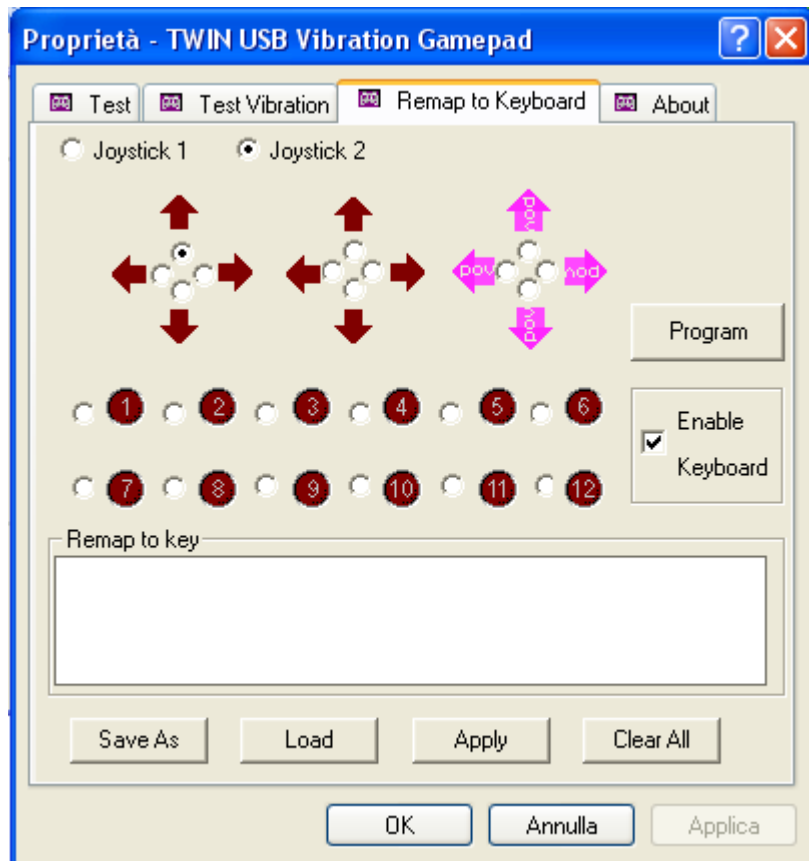 Proprietà - TWIN USB Vibration Gamepad
Test
Test Vibration
Remap to Keyboard
About
Joystick 1
Joystick 2
pov
pov
pov
pov
Program
1
2
3
4
5
6
Enable
Keyboard
7
8
9
10
11
12
Remap to key
Save As
Load
Apply
Clear All
OK
Annulla
Applica